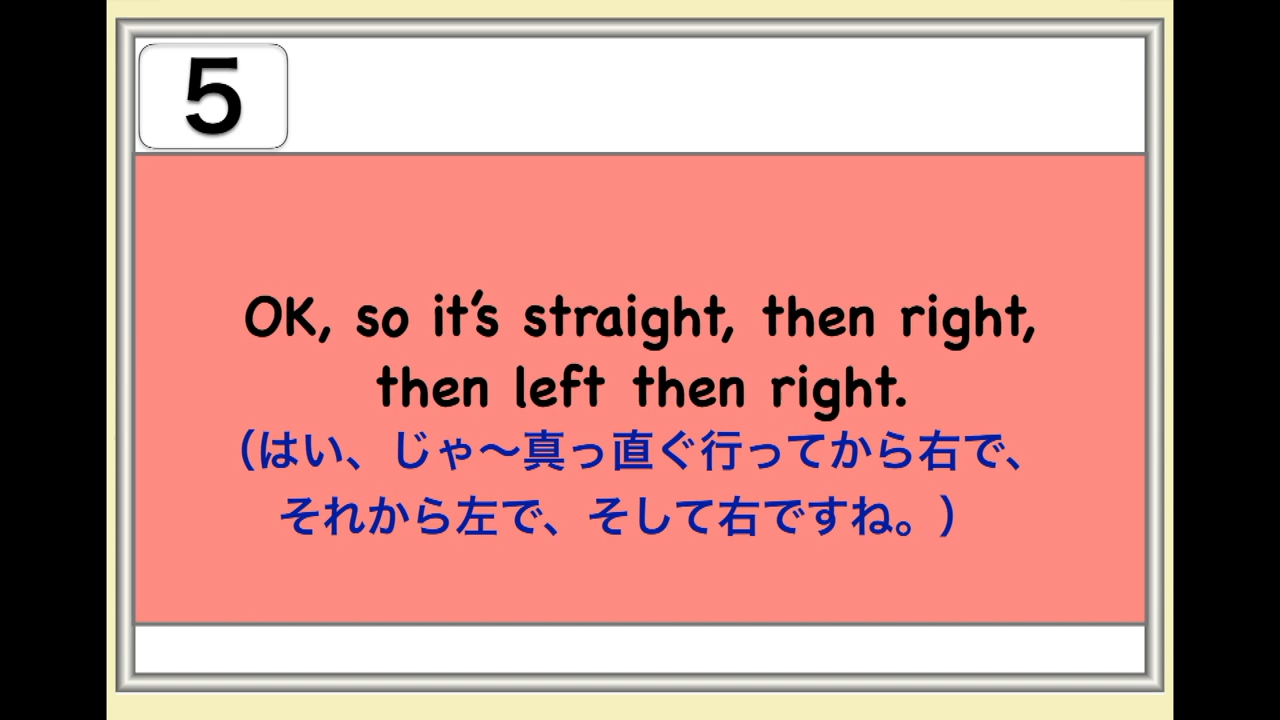 5
OK, so it's straight, then right,
then left then right.
（はい、じゃ〜真っ直ぐ行ってから右で、
それから左で、そして右ですね。）